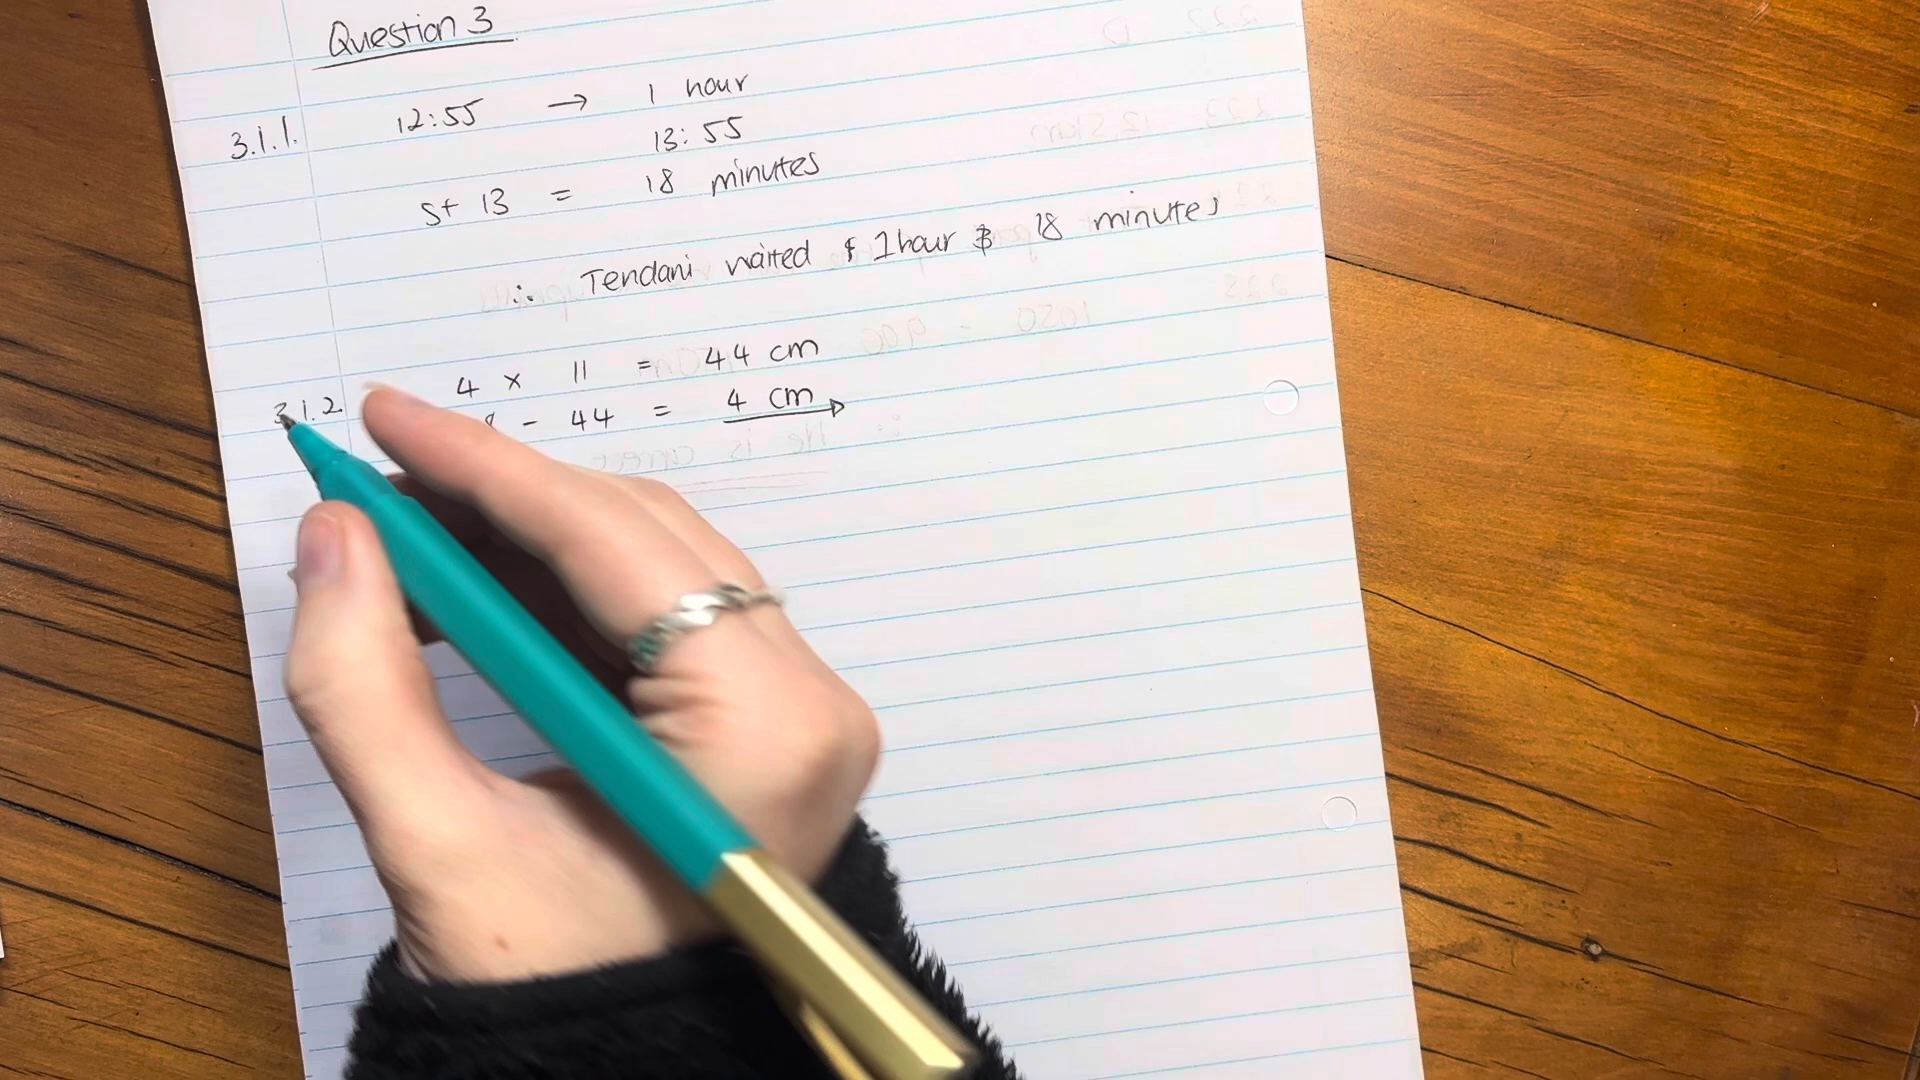 Question 3
3.1.1. 12:55 → 1 hour
13:55
5+ 13 = 18 minutes
∴ Tendani waited 1 hour 18 minutes
4 x 11 = 44 cm
3.1.2 8 - 44 = 4 cm